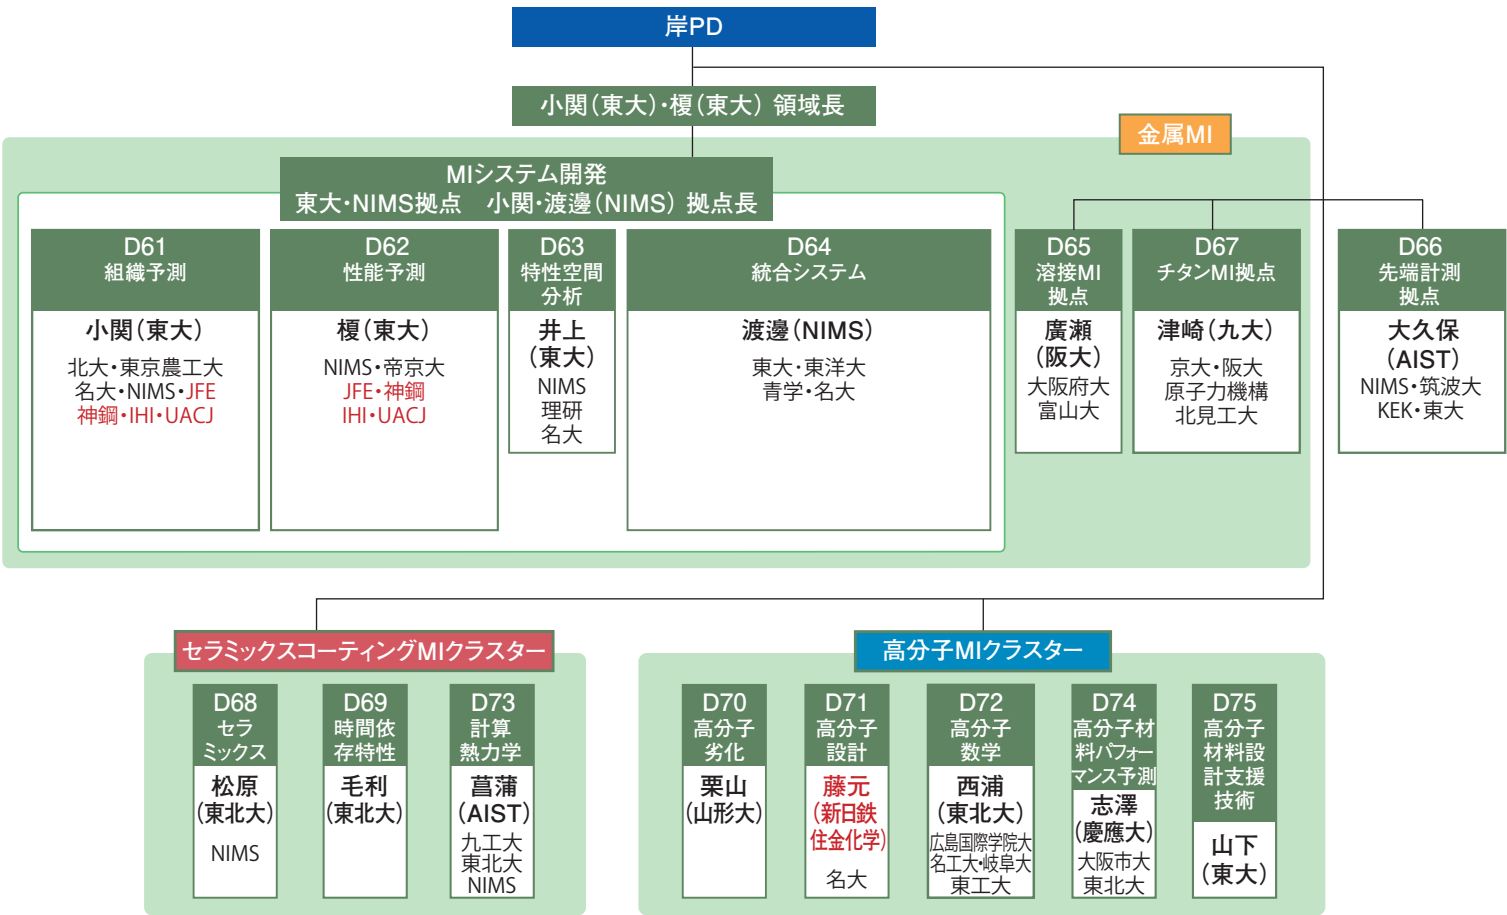 岸PD
小関（東大）・榎（東大） 領域長
金属MI
MIシステム開発
東大・NIMS拠点　小関・渡邊（NIMS） 拠点長
D61
組織予測
小関（東大）
北大・東京農工大
名大・NIMS・JFE
神鋼・IHI・UACJ
D62
性能予測
榎（東大）
NIMS・帝京大
JFE・神鋼
IHI・UACJ
D63
特性空間
分析
井上
（東大）
NIMS
理研
名大
D64
統合システム
渡邊（NIMS）
東大・東洋大
青学・名大
D65
溶接MI
拠点
廣瀬
（阪大）
大阪府大
富山大
D67
チタンMI拠点
津崎（九大）
京大・阪大
原子力機構
北見工大
D66
先端計測
拠点
大久保
（AIST）
NIMS・筑波大
KEK・東大
セラミックスコーティングMIクラスター
D68
セラ
ミックス
松原
（東北大）
NIMS
D69
時間依
存特性
毛利
（東北大）
D73
計算
熱力学
菖蒲
（AIST）
九工大
東北大
NIMS
高分子MIクラスター
D70
高分子
劣化
栗山
（山形大）
D71
高分子
設計
藤元
（新日鉄
住金化学）
名大
D72
高分子
数学
西浦
（東北大）
広島国際学院大
名工大・岐阜大
東工大
D74
高分子材
料パフォー
マンス予測
志澤
（慶應大）
大阪市大
東北大
D75
高分子
材料設
計支援
技術
山下
（東大）